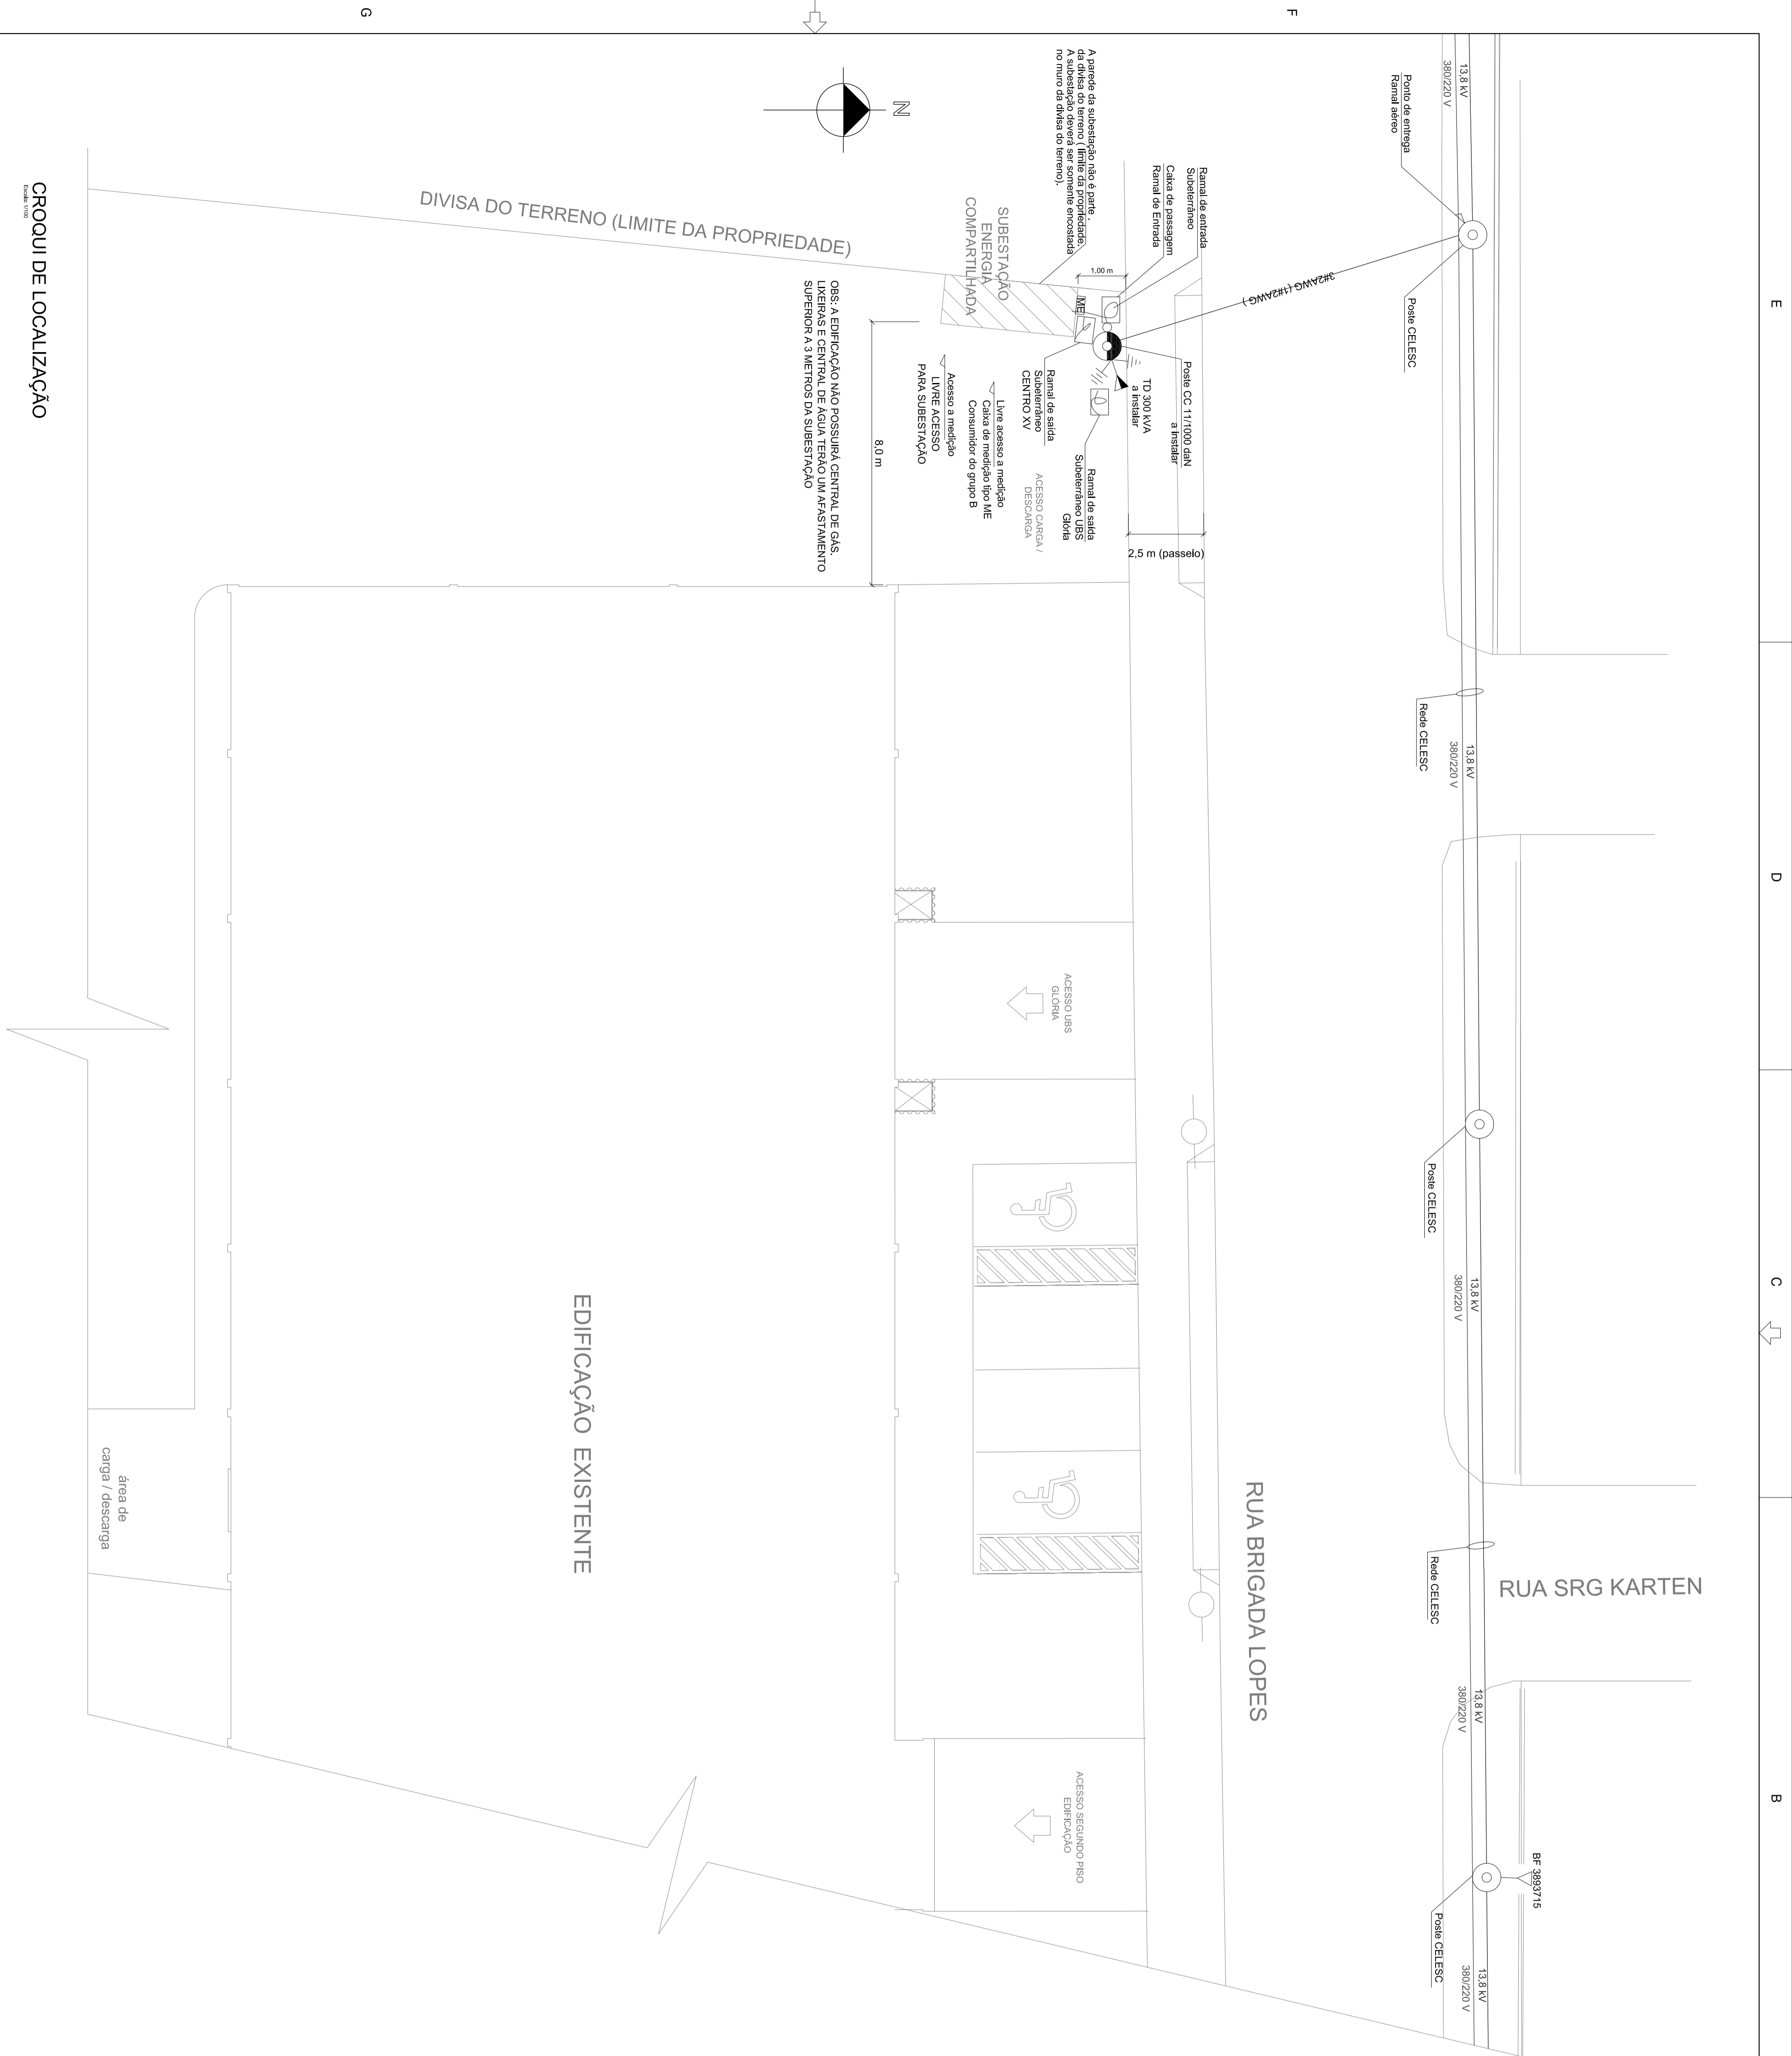 G
F
E
D
C
B
13,8 kV
380/220 V
Ponto de entrega
Ramal aéreo
Poste CELESC
3#2AWG (1#2AWG )
Rede CELESC
13,8 kV
380/220 V
Poste CELESC
13,8 kV
380/220 V
Rede CELESC
RUA SRG KARTEN
13,8 kV
380/220 V
BF 3893715
Poste CELESC
13,8 kV
380/220 V
RUA BRIGADA LOPES
N
A parede da subestação não é parte .
da divisa do terreno ( limite da propriedade.
A subestação deverá ser somente encostada
no muro da divisa do terreno).
Ramal de entrada
Subeterrâneo
Caixa de passagem
Ramal de Entrada
1,00 m
ME
Poste CC 11/1000 daN
a instalar
TD 300 kVA
a instalar
Ramal de saída
Subeterrâneo UBS
Glória
Ramal de saída
Subeterrâneo
CENTRO XV
2,5 m (passeio)
ACESSO CARGA /
DESCARGA
Livre acesso a medição
Caixa de medição tipo ME
Consumidor do grupo B
Acesso a medição
LIVRE ACESSO
PARA SUBESTAÇÃO
SUBESTAÇÃO
ENERGIA
COMPARTILHADA
8,0 m
OBS: A EDIFICAÇÃO NÃO POSSUIRÁ CENTRAL DE GÁS.
LIXEIRAS E CENTRAL DE ÁGUA TERÃO UM AFASTAMENTO
SUPERIOR A 3 METROS DA SUBESTAÇÃO
DIVISA DO TERRENO (LIMITE DA PROPRIEDADE)
ACESSO UBS
GLÓRIA
ACESSO SEGUNDO PISO
EDIFICAÇÃO
EDIFICAÇÃO EXISTENTE
área de
carga / descarga
CROQUI DE LOCALIZAÇÃO
Escala: 1/100